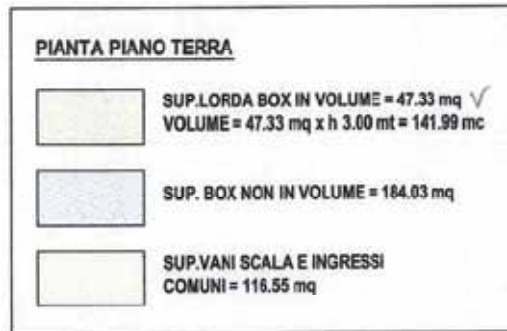 PIANTA PIANO TERRA
SUP.LORDA BOX IN VOLUME = 47.33 mq √
VOLUME = 47.33 mq x h 3.00 mt = 141.99 mc
SUP. BOX NON IN VOLUME = 184.03 mq
SUP.VANI SCALA E INGRESSI
COMUNI = 116.55 mq